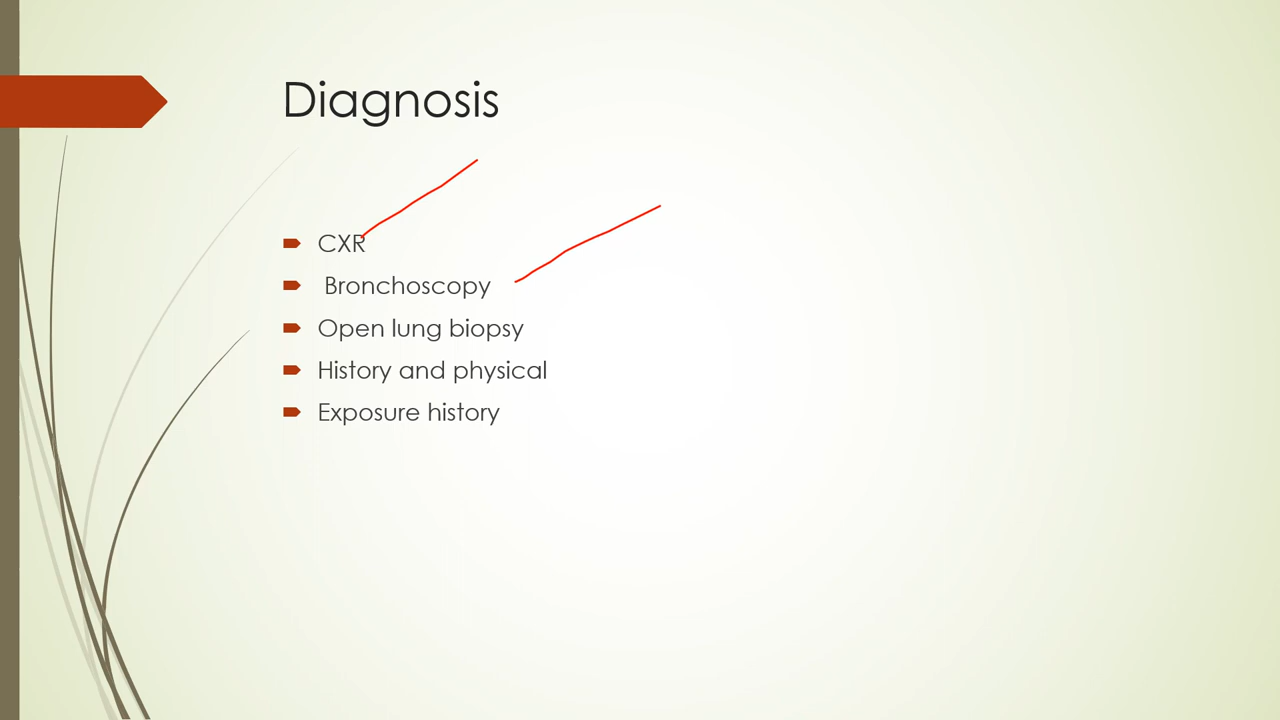 Diagnosis
CXR
Bronchoscopy
Open lung biopsy
History and physical
Exposure history